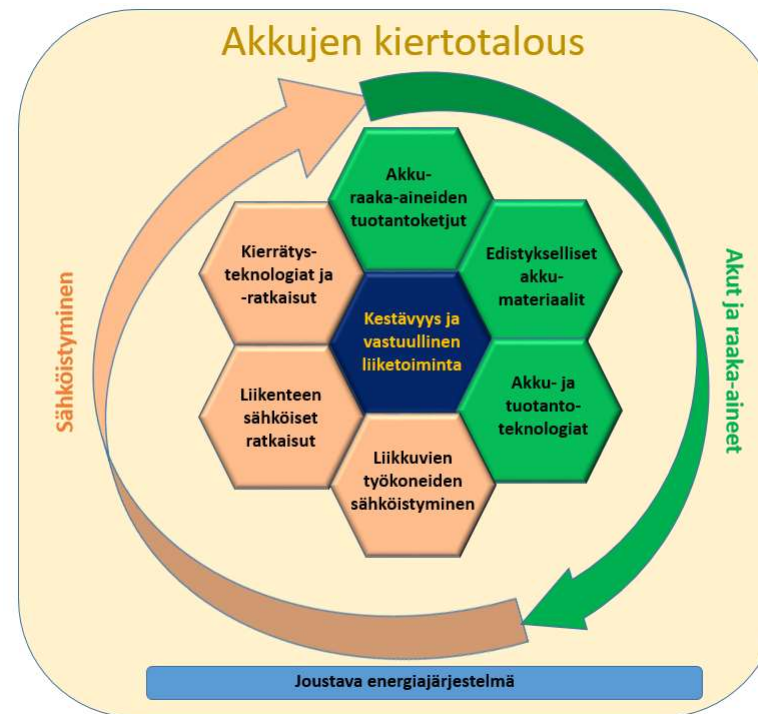 Akkujen kiertotalous
Akku-
raaka-aineiden
tuotantoketjut
Kierrätys-
teknologiat ja
-ratkaisut
Edistykselliset
akku-
materiaalit
Kestävyys ja
vastuullinen
liiketoiminta
Liikenteen
sähköiset
ratkaisut
Akku- ja
tuotanto-
teknologiat
Liikkuvien
työkoneiden
sähköistyminen
Sähköistyminen
Akut ja raaka-aineet
Joustava energiajärjestelmä